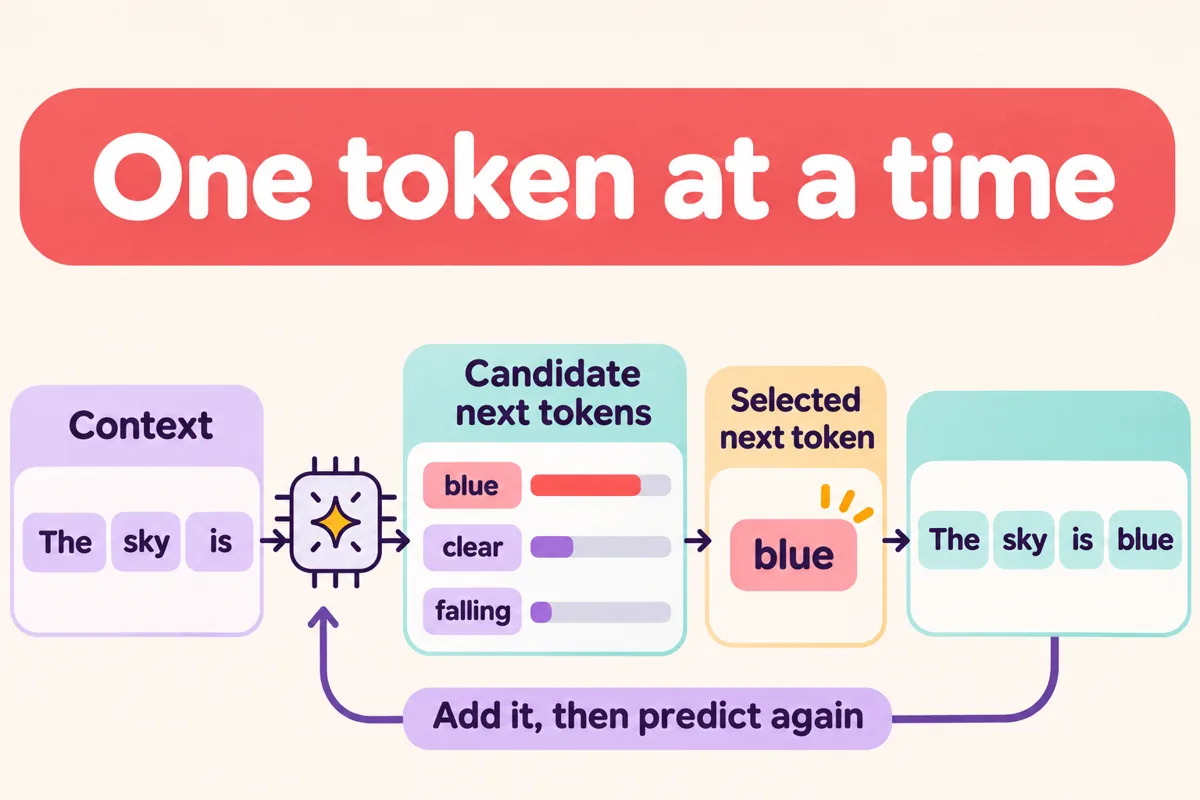 One token at a time
Context
The sky is
Candidate
next tokens
blue
clear
falling
Selected
next token
blue
The sky is blue
Add it, then predict again